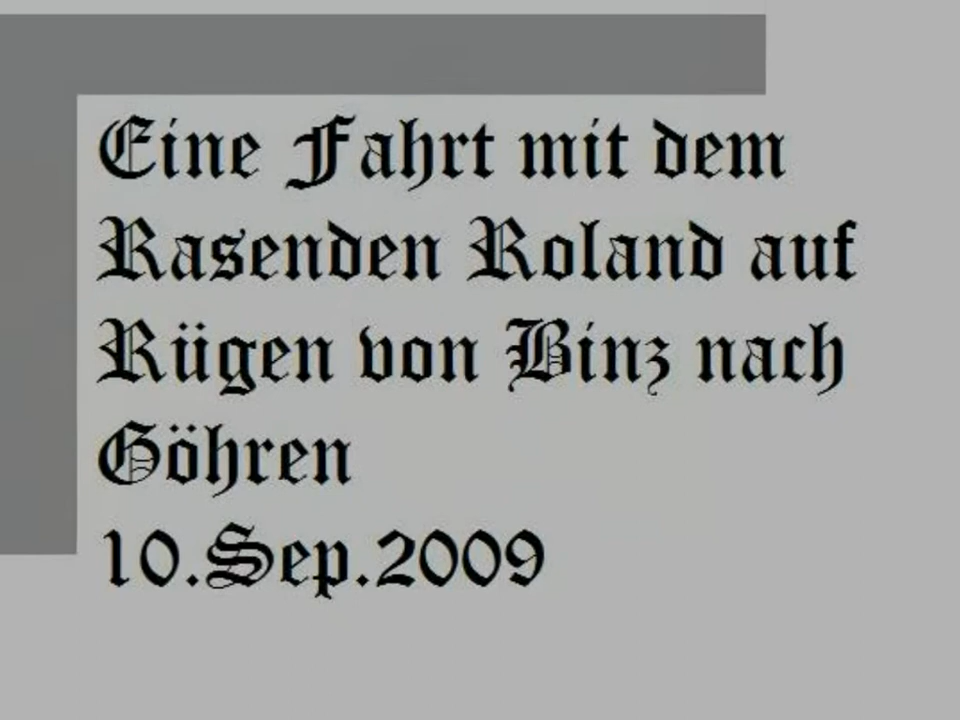 Eine Fahrt mit dem
Rasenden Roland auf
Rügen von Binz nach
Göhren
10.Sep.2009